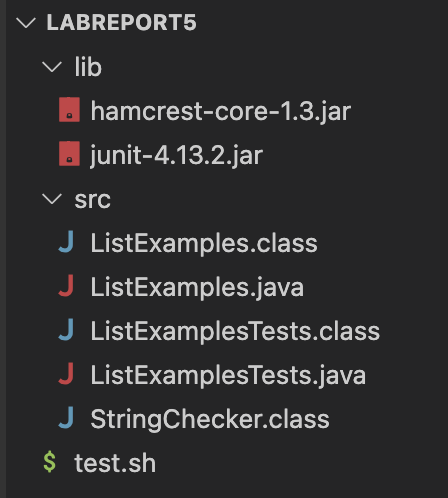 LABREPORT5
lib
hamcrest-core-1.3.jar
junit-4.13.2.jar
src
J ListExamples.class
J ListExamples.java
J ListExamplesTests.class
J ListExamplesTests.java
J StringChecker.class
$ test.sh